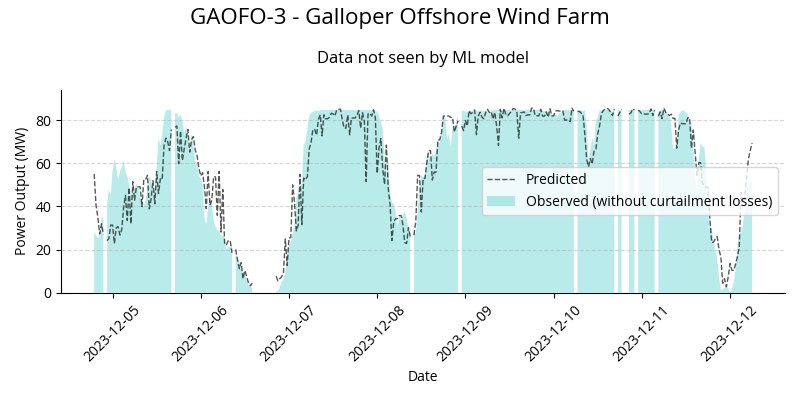 GAOFO-3 - Galloper Offshore Wind Farm
Data not seen by ML model
Power Output (MW)
80
60
40
20
0
Predicted
Observed (without curtailment losses)
2023-12-05
2023-12-06
2023-12-07
2023-12-08
2023-12-09
2023-12-10
2023-12-11
2023-12-12
Date